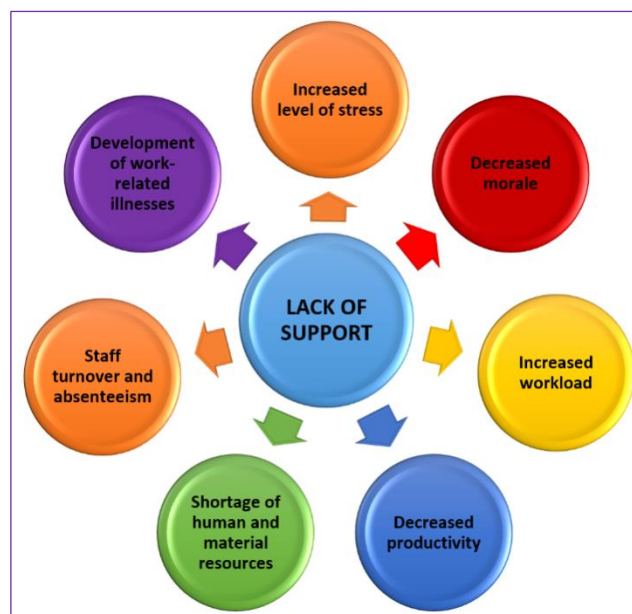 Increased
level of stress
Decreased
morale
Increased
workload
Decreased
productivity
Shortage of
human and
material
resources
Staff
turnover and
absenteeism
Development
of work-
related
illnesses
LACK OF
SUPPORT